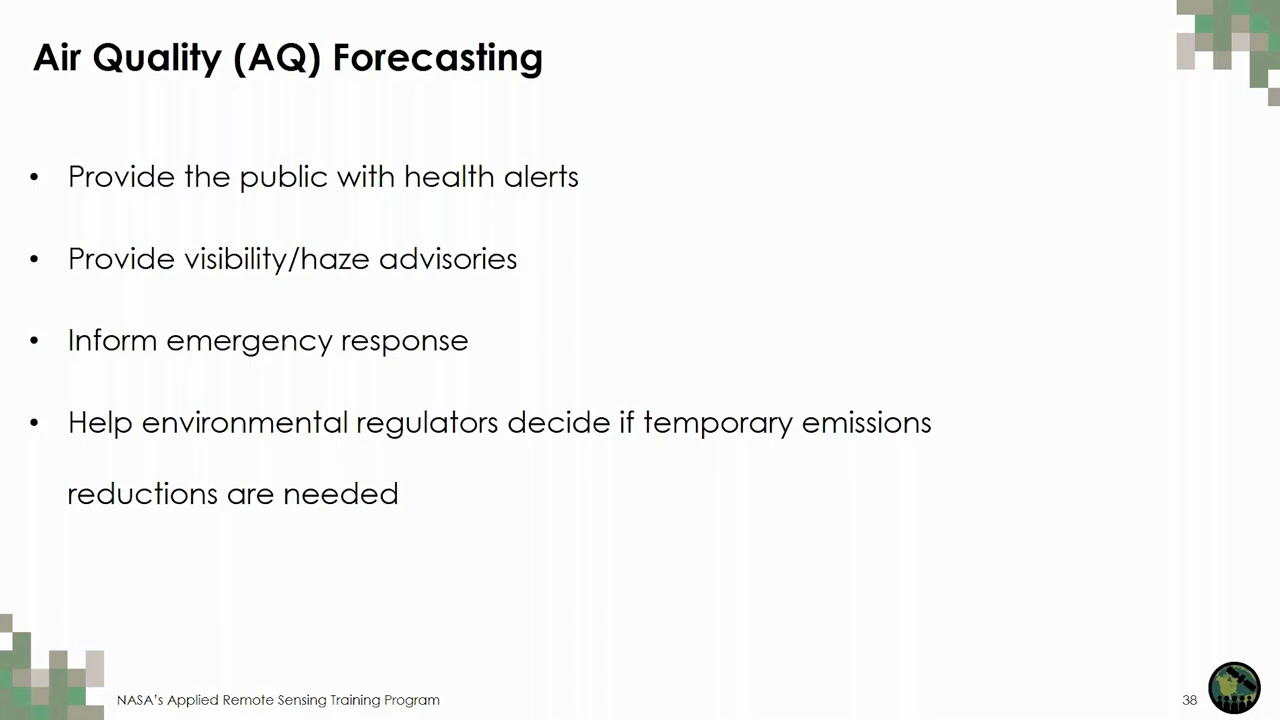 Air Quality (AQ) Forecasting
• Provide the public with health alerts
• Provide visibility/haze advisories
• Inform emergency response
• Help environmental regulators decide if temporary emissions
reductions are needed
NASA's Applied Remote Sensing Training Program
38